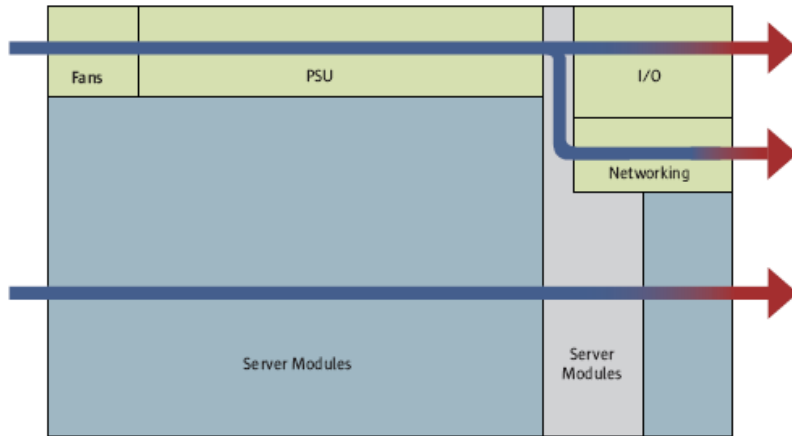 Fans
PSU
I/O
Networking
Server Modules
Server
Modules